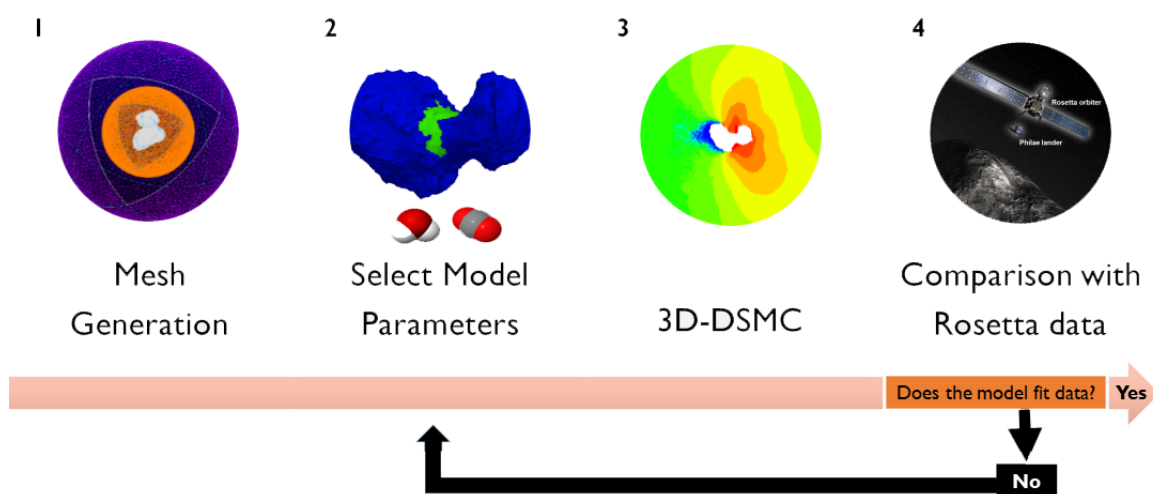 1
2
3
4
Rosetta orbiter
Philae lander
Mesh
Generation
Select Model
Parameters
3D-DSMC
Comparison with
Rosetta data
Does the model fit data?
Yes
No